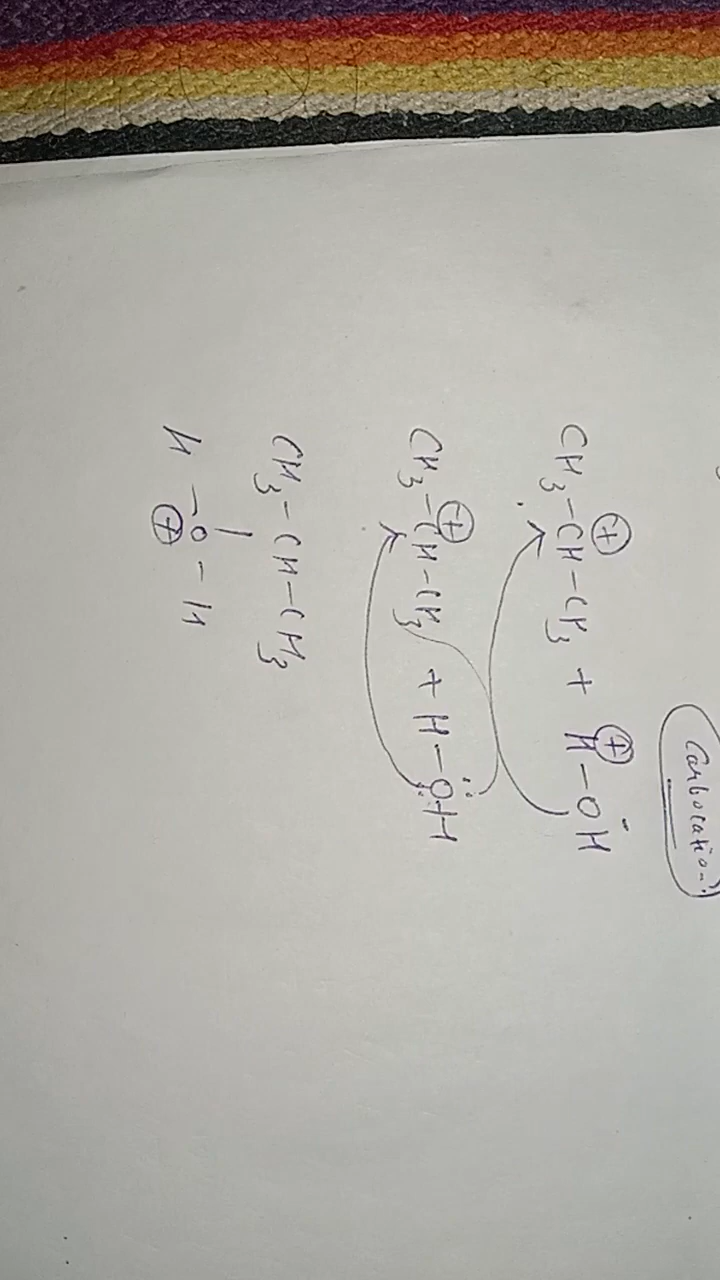 Carbocation:
⊕ ⊕
CH3-CH-CH3 + H-OH
⊕
CH3-CH-CH3 + H-Ö-H
CH3-CH-CH3
|
H-O-H
⊕